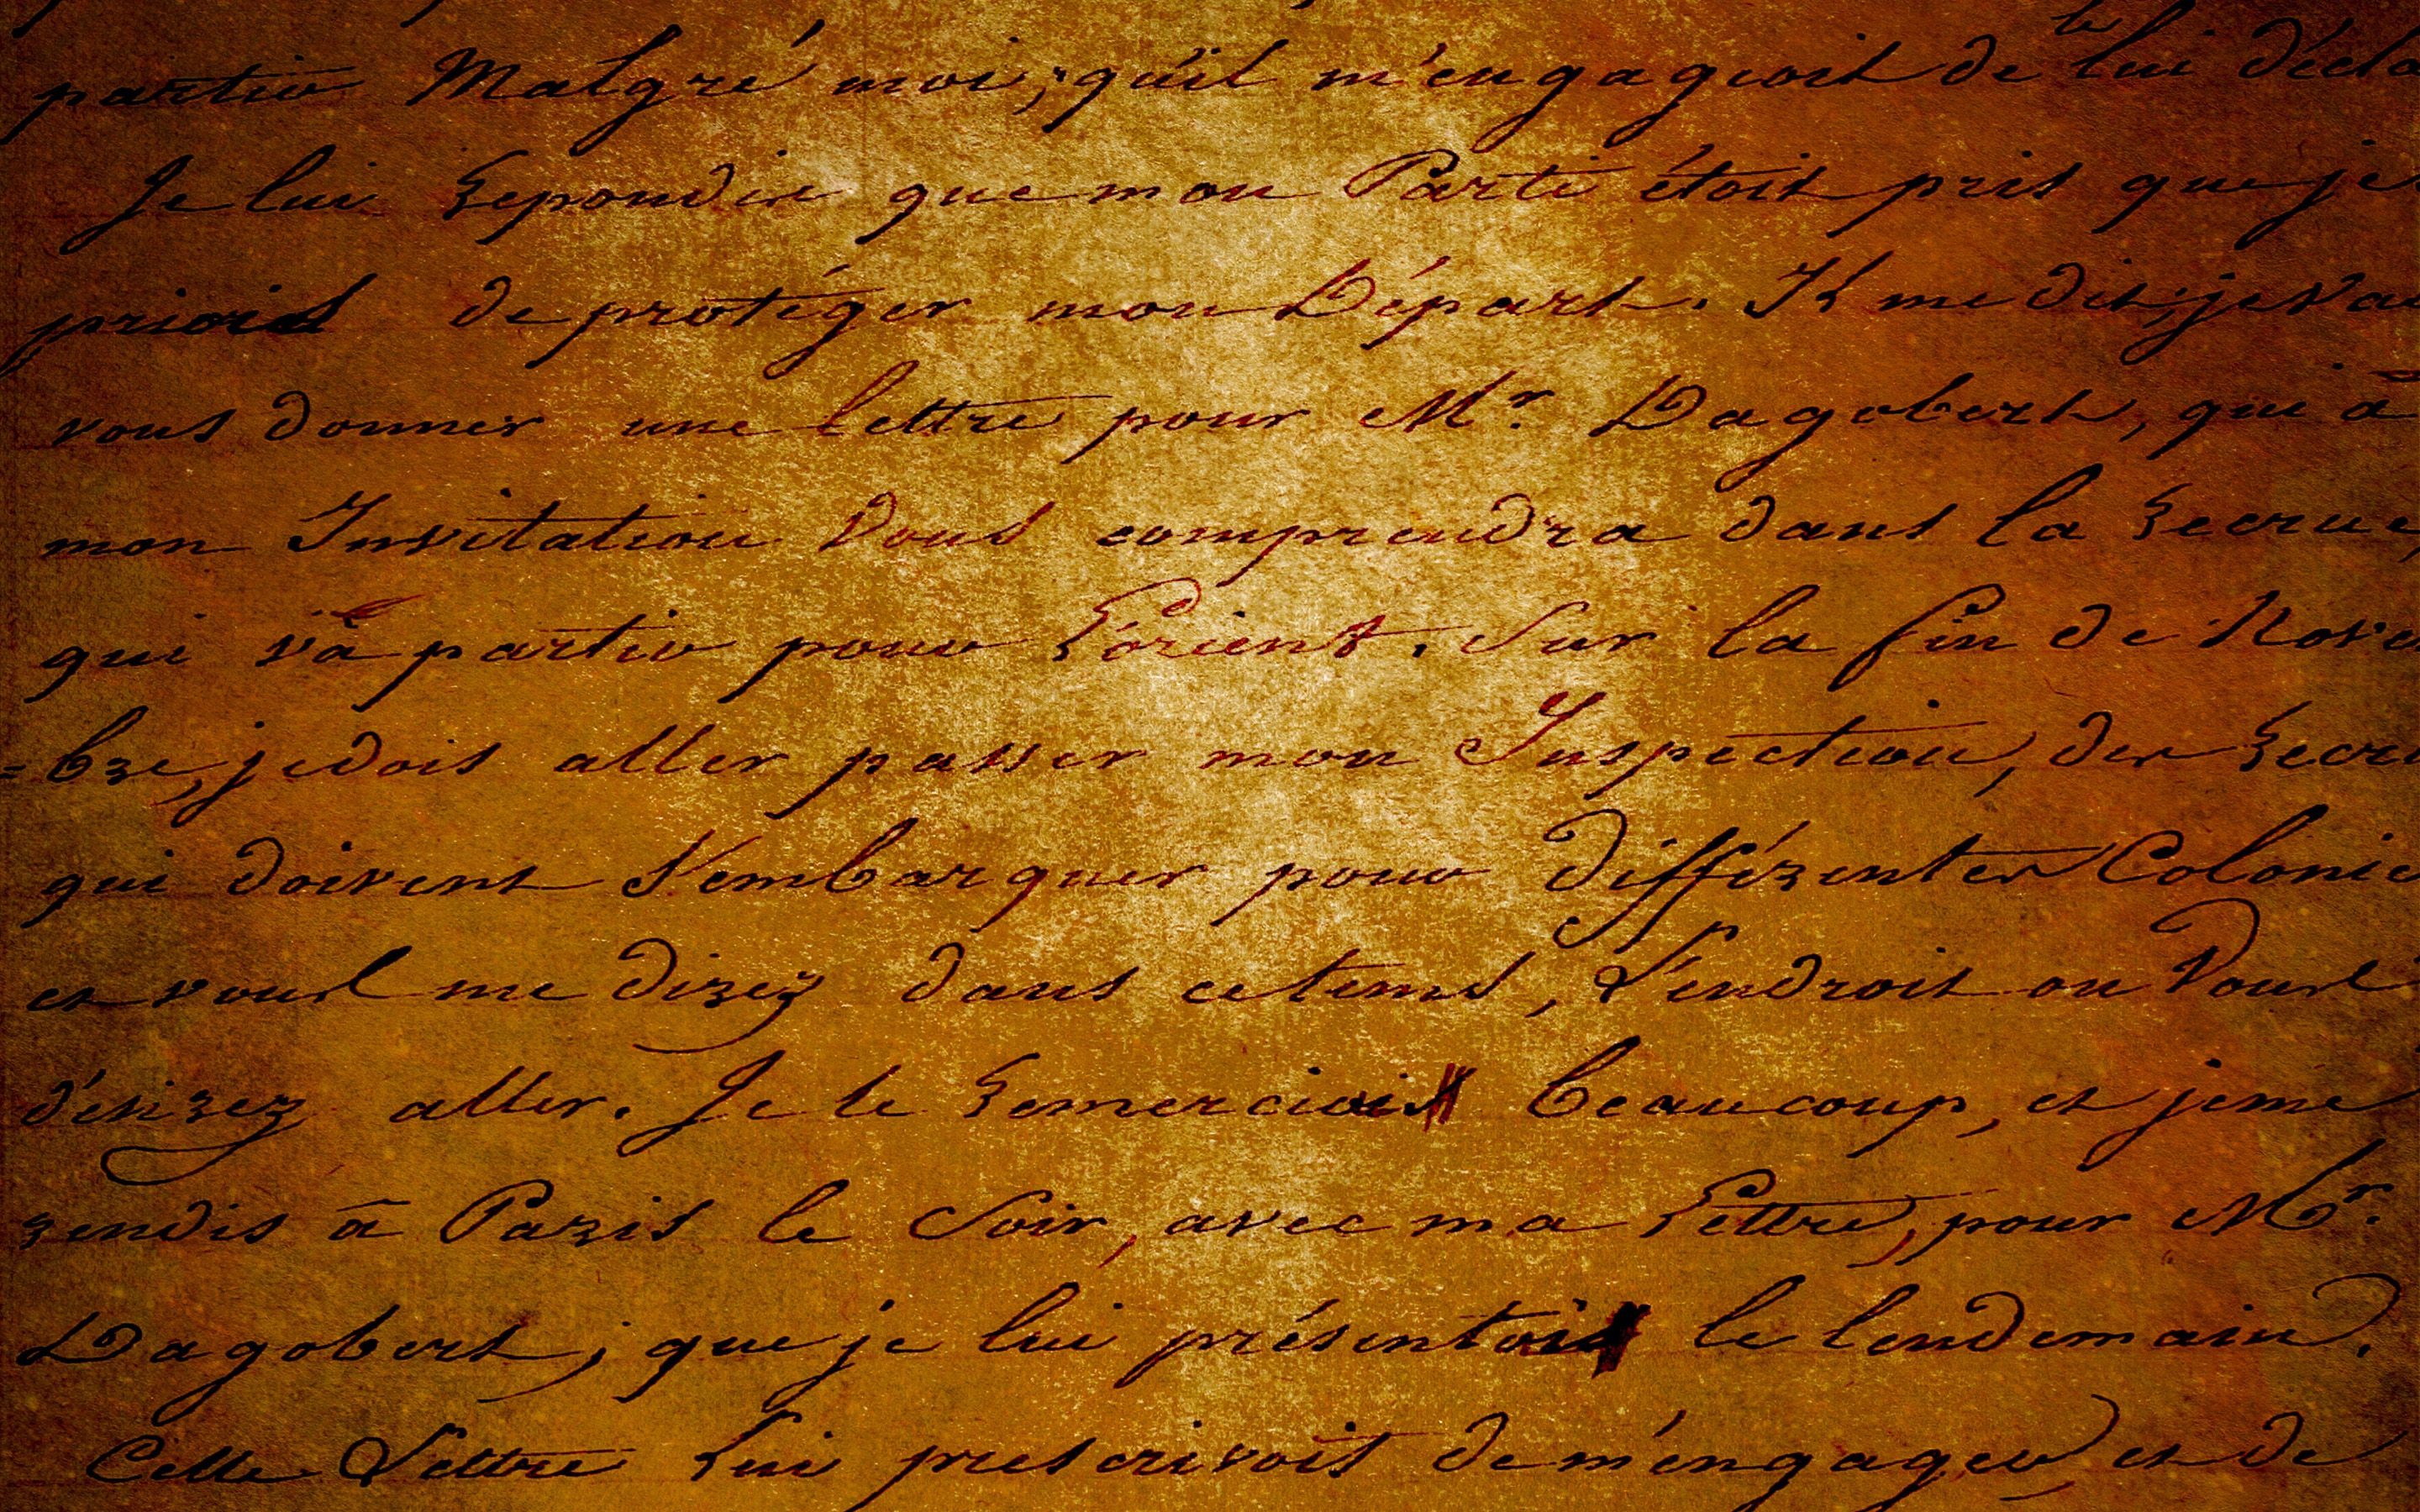 partir Malgré moi; qu'il m'engageoit de le lui décla
Je lui repondis que mon Parti étoit pris que je
priois de protéger mon Départ. Il me dit; je va
vous donner une lettre pour Mr. Dagobert, qui à
mon Invitation Vous comprendra dans la recrue,
qui và partir pour L'orient. Sur la fin de Nove
=bre, je dois aller passer mon Inspection, des recru
qui doivent s'embarquer pour différentes Colonie
et vous me direz dans ce tems, L'endroit ou Vous
désirez aller. Je le remerciai beaucoup, et je me
rendis à Paris le Soir, avec ma Lettre, pour Mr.
Dagobert, que je lui présentai le lendemain.
Cette Lettre Lui prescrivoit de m'engager et de